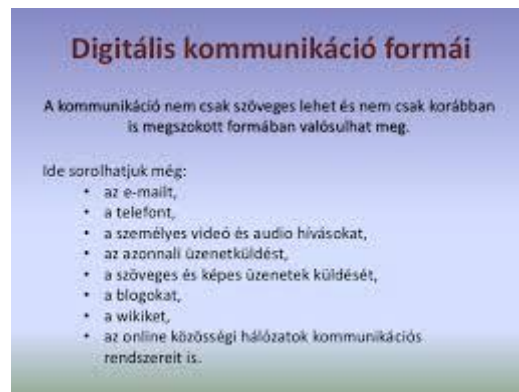 Digitális kommunikáció formái
A kommunikáció nem csak szöveges lehet és nem csak korábban
is megszokott formában valósulhat meg.
Ide sorolhatjuk még:
• az e-mailt,
• a telefont,
• a személyes videó és audio hívásokat,
• az azonnali üzenetküldést,
• a szöveges és képes üzenetek küldését,
• a blogokat,
• a wikiket,
• az online közösségi hálózatok kommunikációs
rendszereit is.